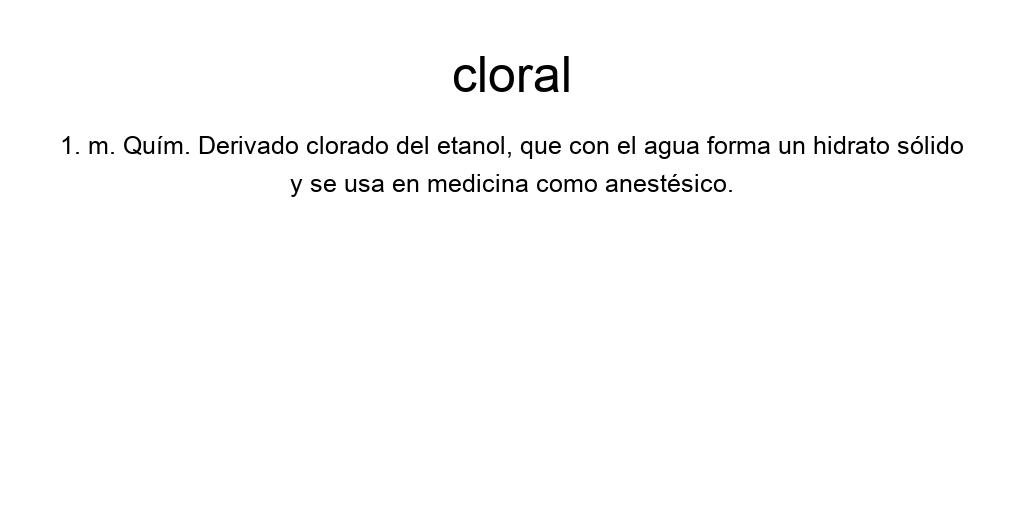 cloral
1. m. Quím. Derivado clorado del etanol, que con el agua forma un hidrato sólido
y se usa en medicina como anestésico.